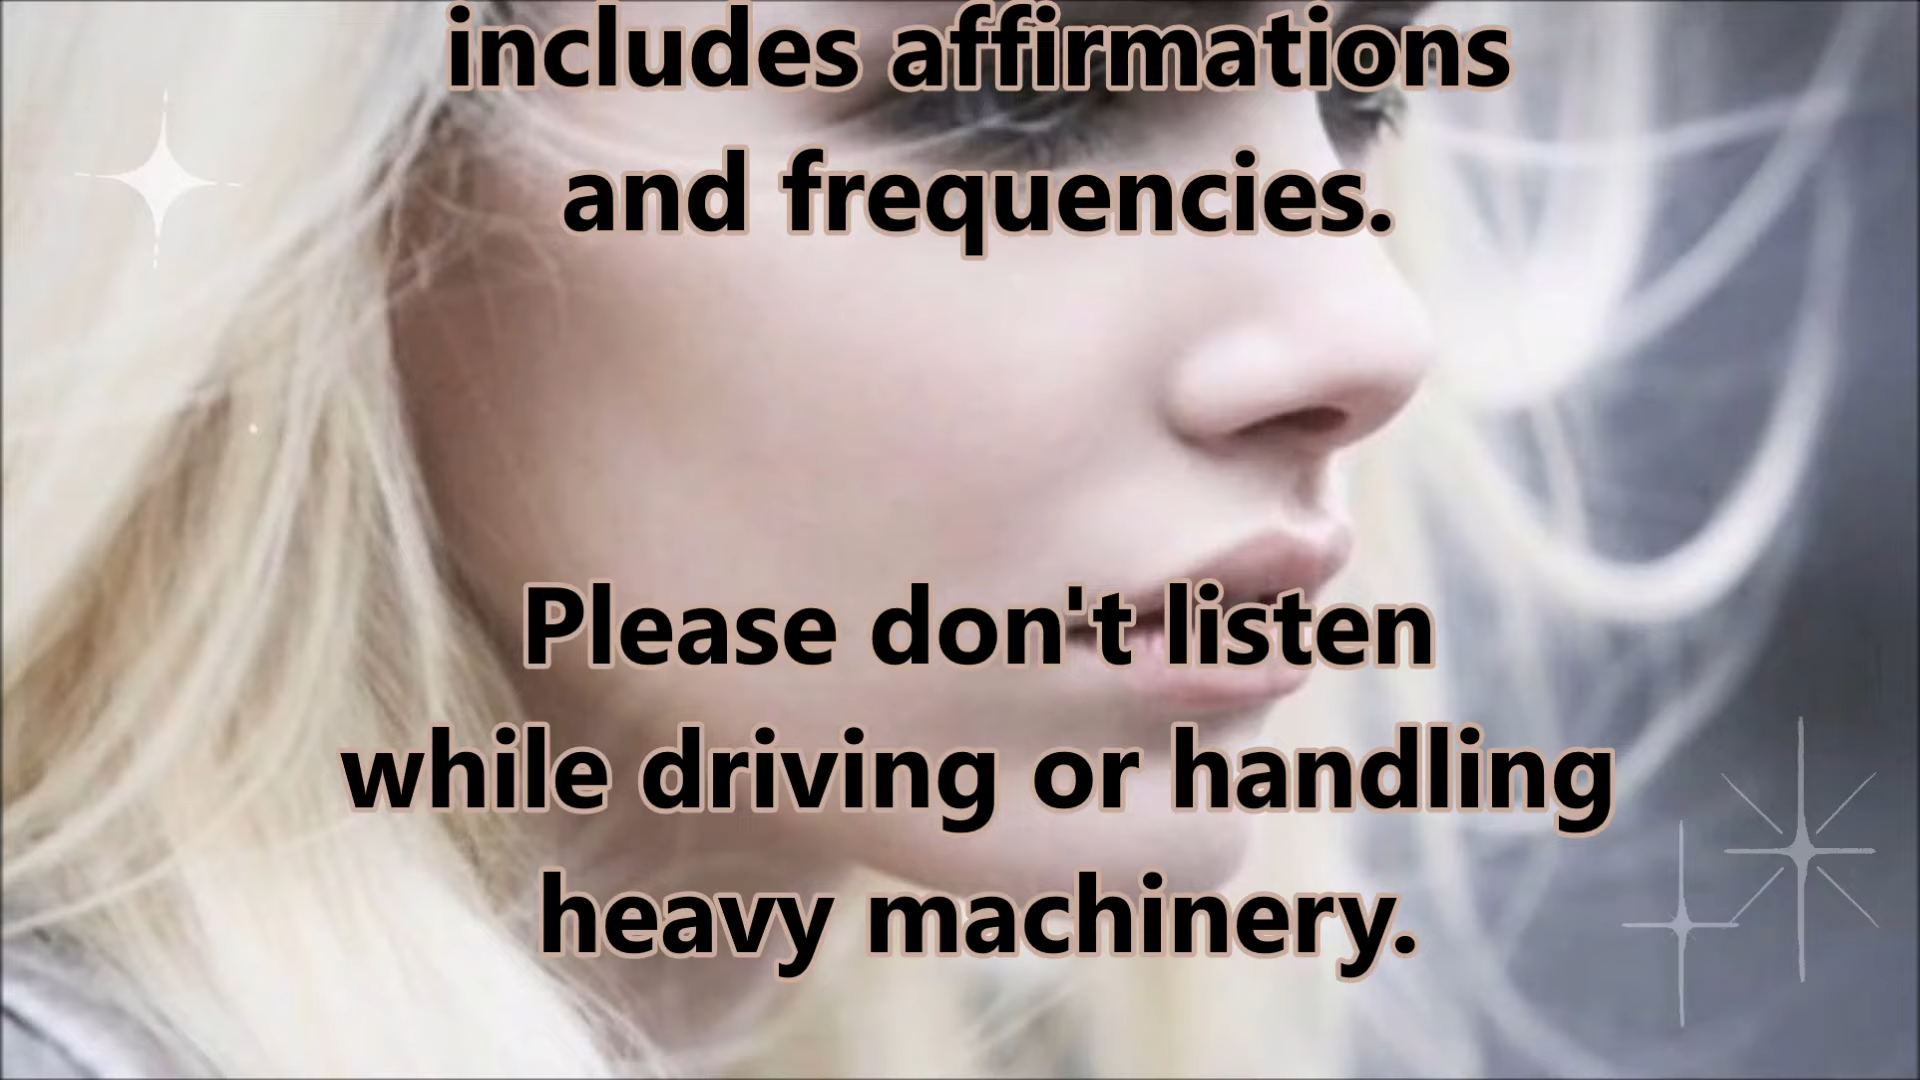 includes affirmations
and frequencies.
Please don't listen
while driving or handling
heavy machinery.